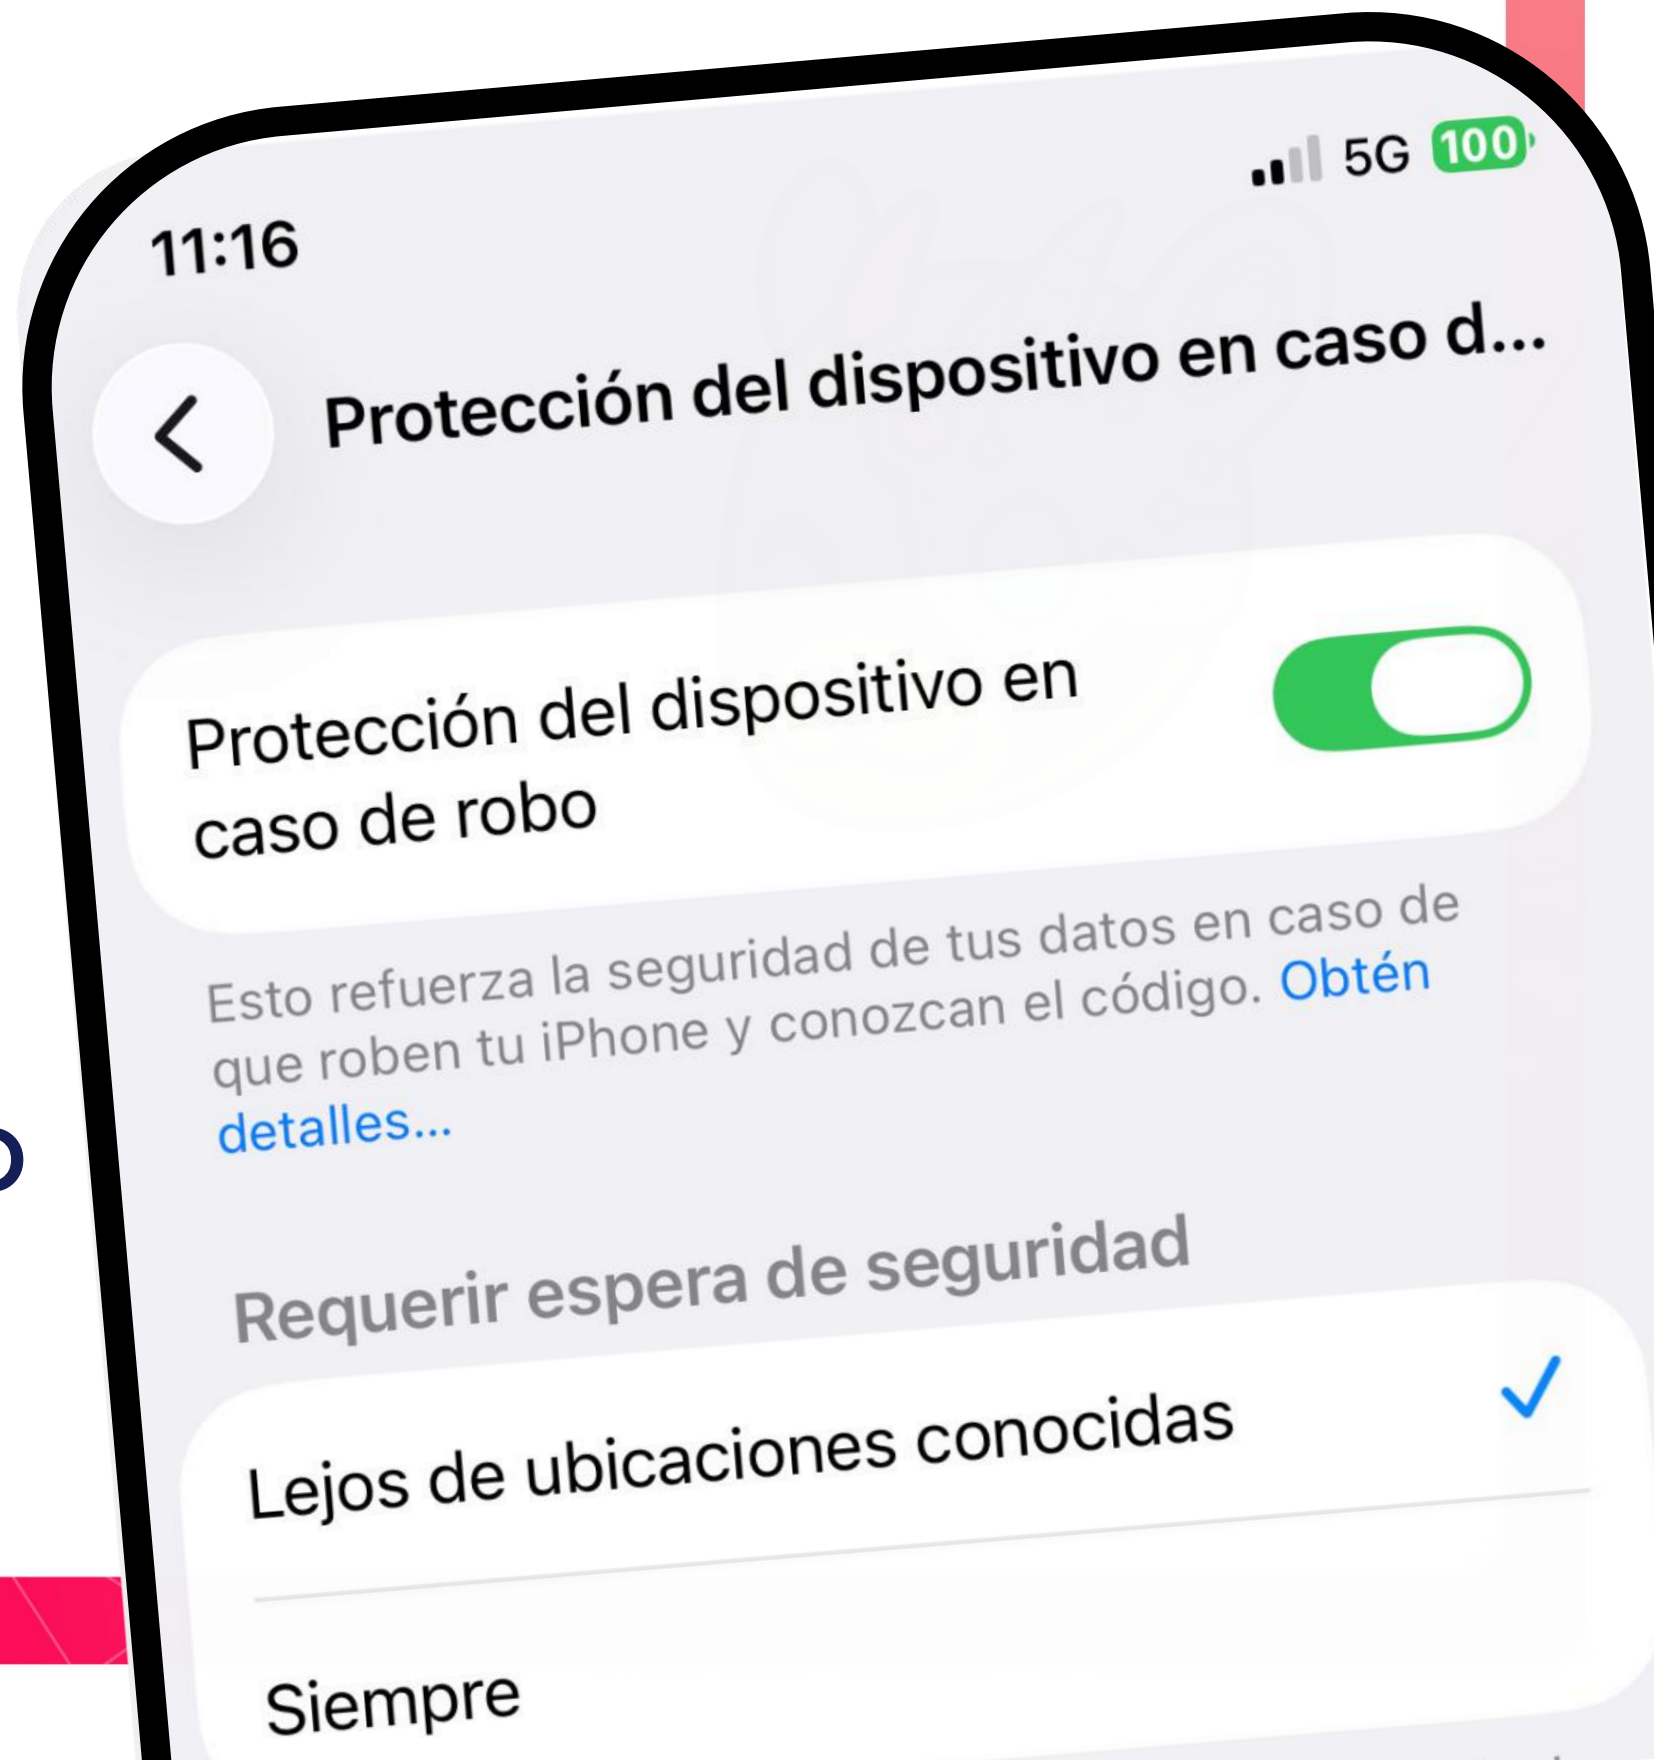 11:16
5G 100
Protección del dispositivo en caso d...
Protección del dispositivo en
caso de robo
Esto refuerza la seguridad de tus datos en caso de
que roben tu iPhone y conozcan el código. Obtén
detalles...
Requerir espera de seguridad
Lejos de ubicaciones conocidas
Siempre